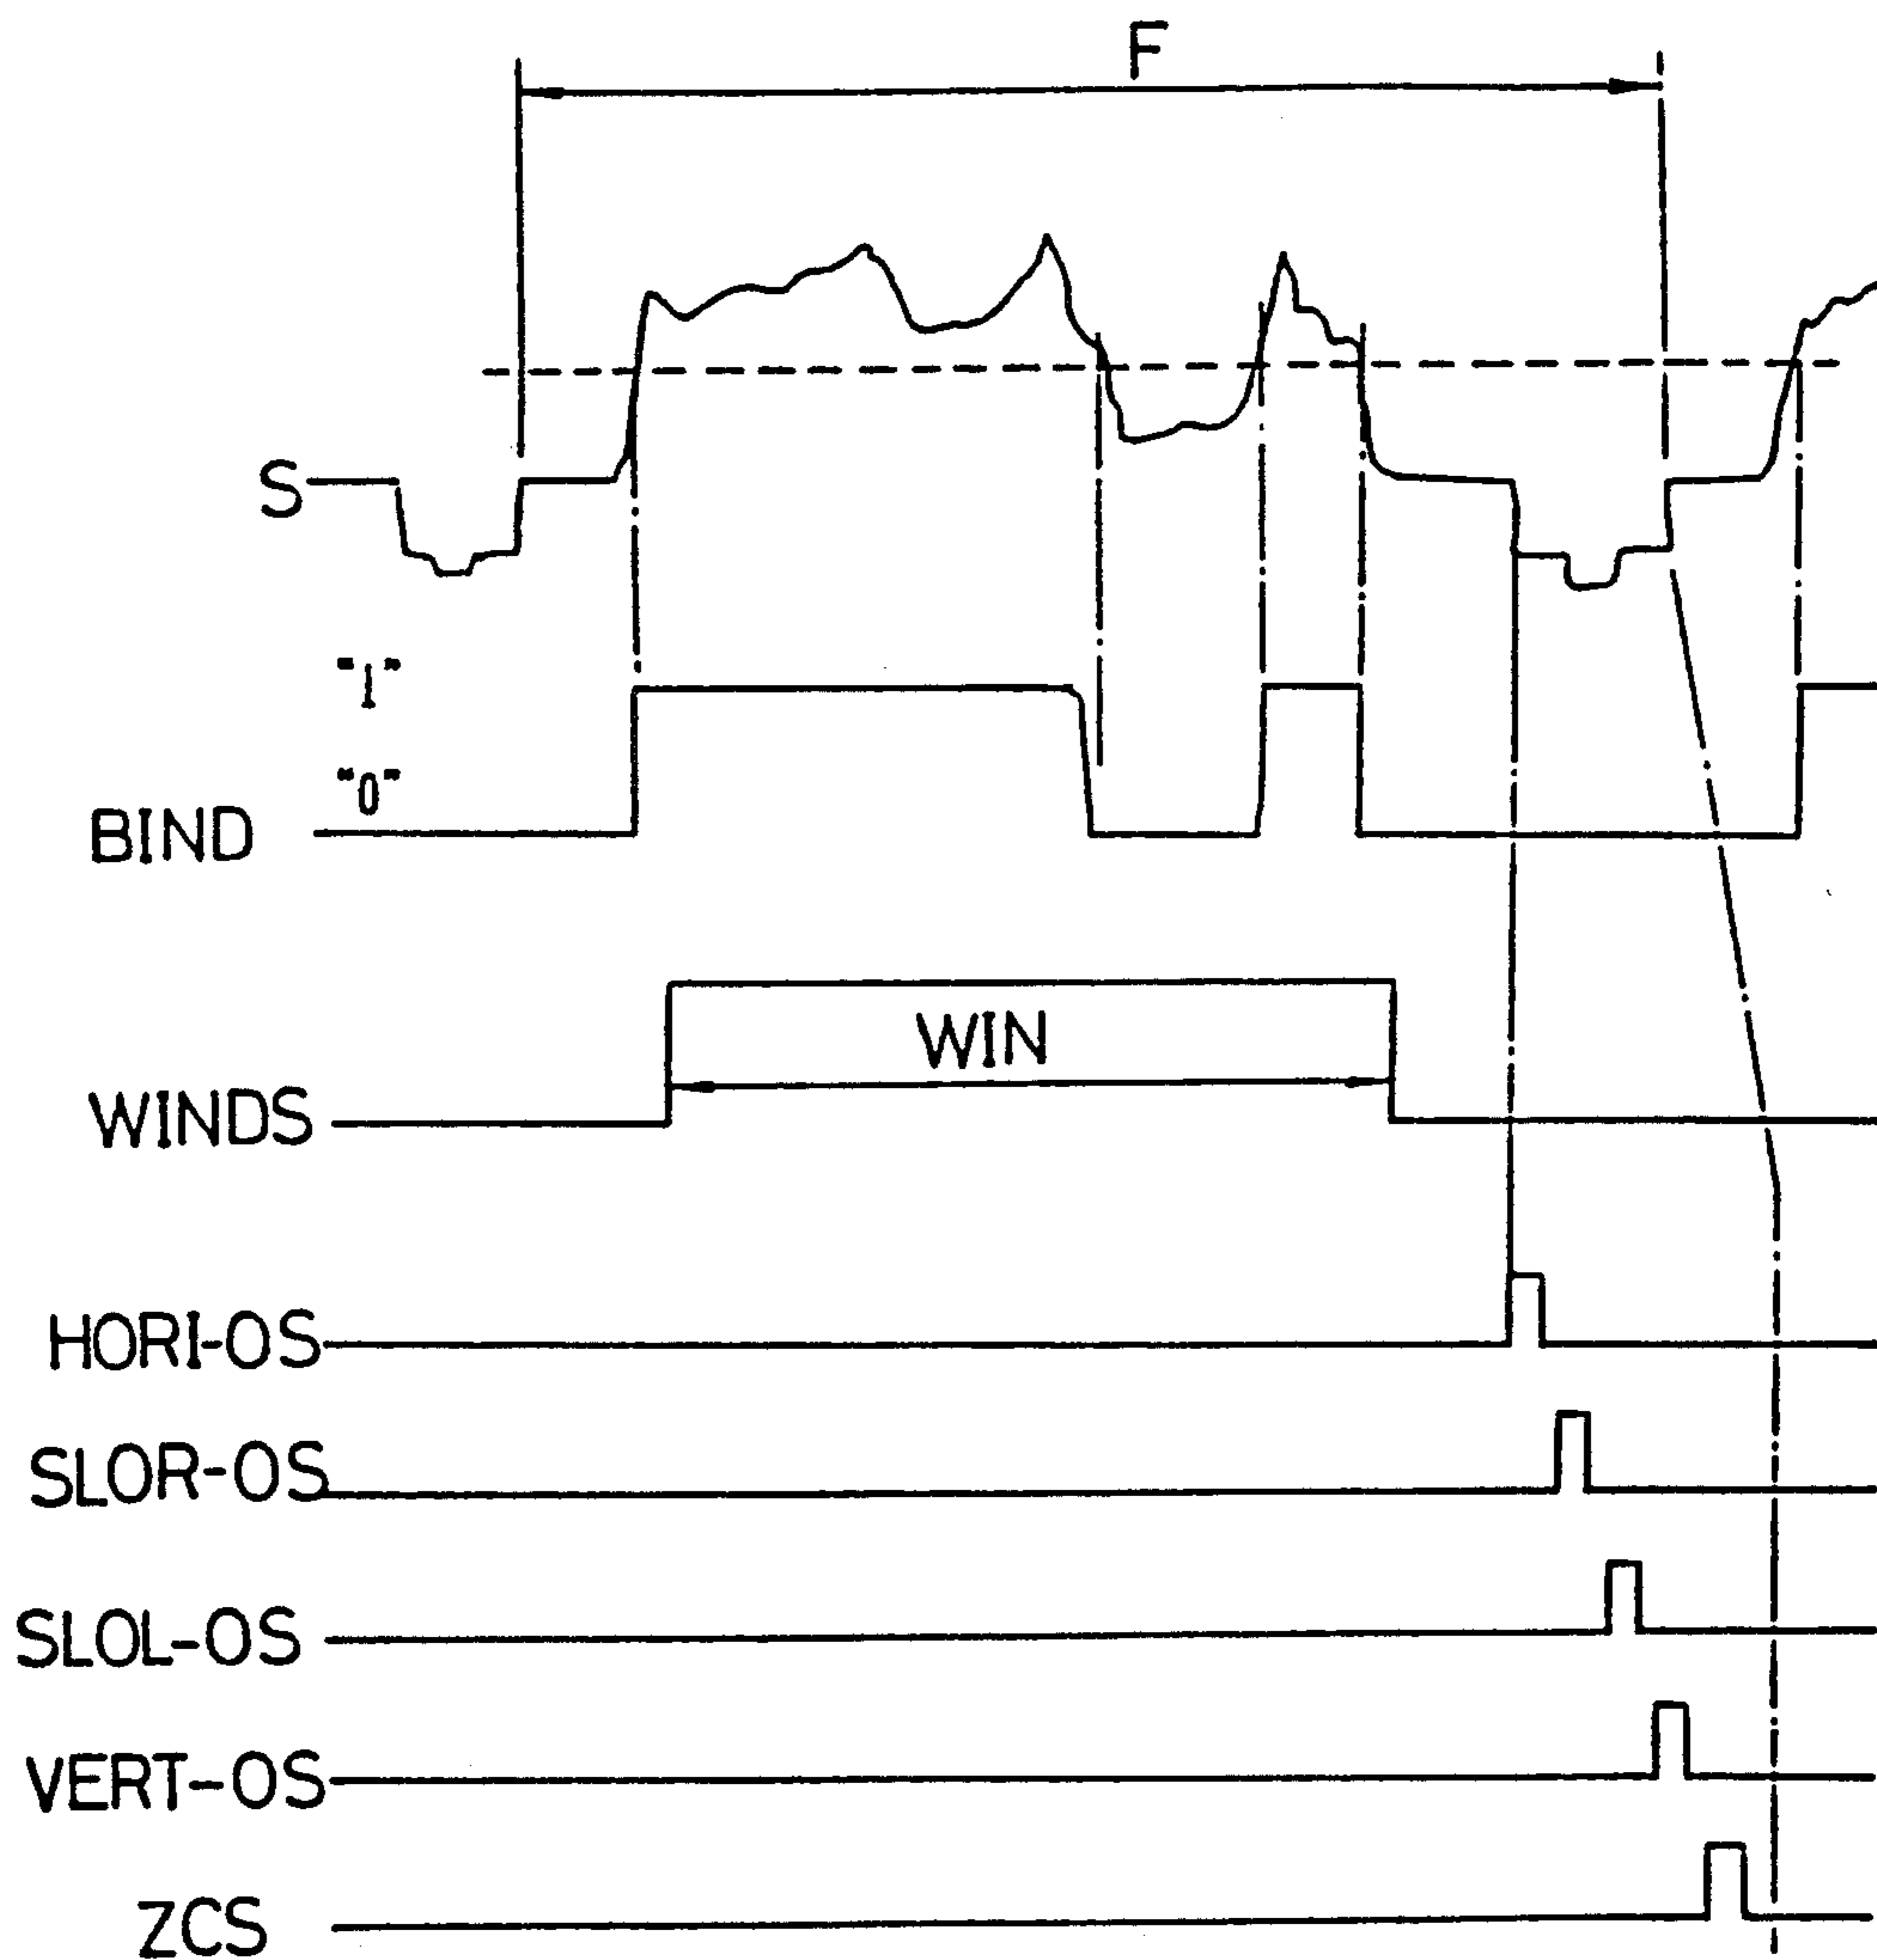 F
S
"1"
"0"
BIND
WIN
WINDS
HORI-OS
SLOR-OS
SLOL-OS
VERT-OS
ZCS